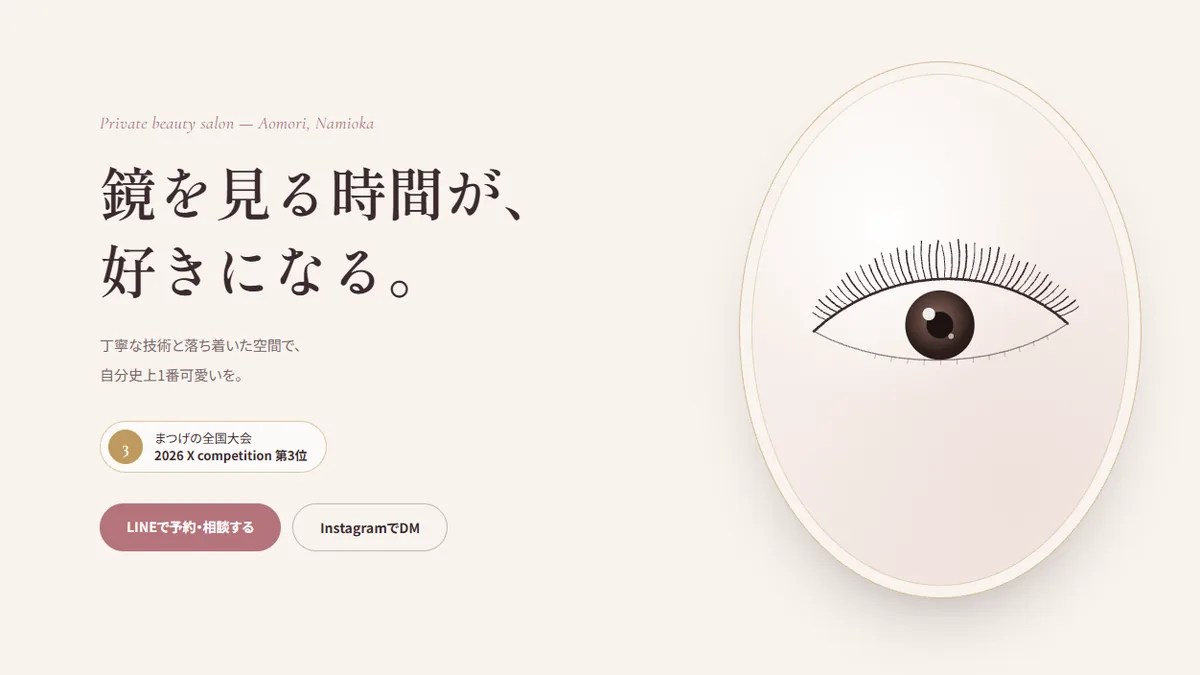 Private beauty salon — Aomori, Namioka
鏡を見る時間が、
好きになる。
丁寧な技術と落ち着いた空間で、
自分史上1番可愛いを。
3
まつげの全国大会
2026 X competition 第3位
LINEで予約・相談する
InstagramでDM